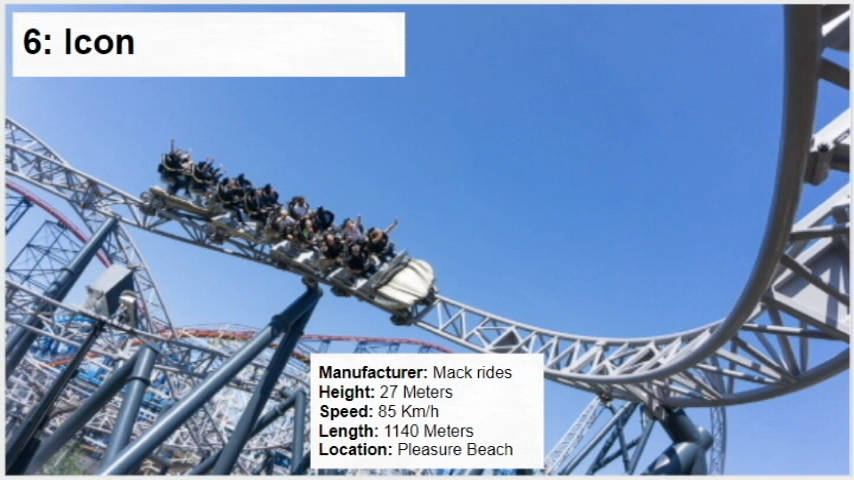 6: Icon
Manufacturer: Mack rides
Height: 27 Meters
Speed: 85 Km/h
Length: 1140 Meters
Location: Pleasure Beach